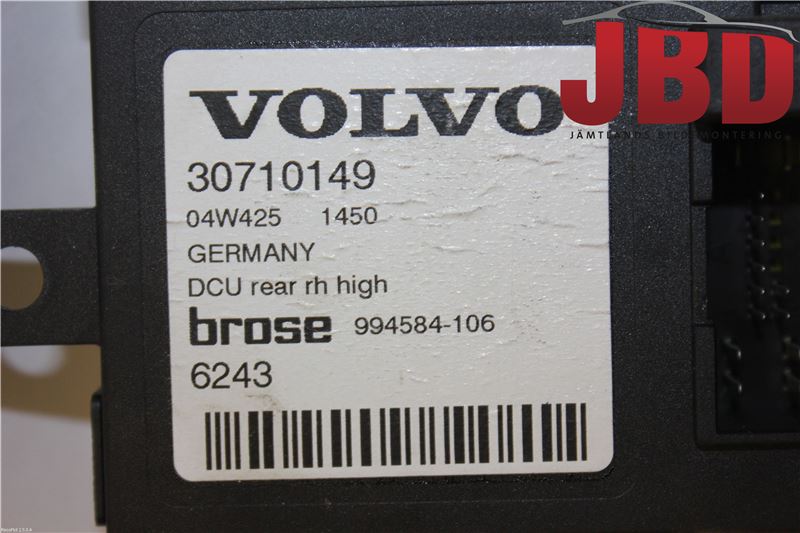 VOLVO
JBD
JÄMTLANDS BILDEMONTERING
30710149
04W425 1450
GERMANY
DCU rear rh high
brose 994584-106
6243